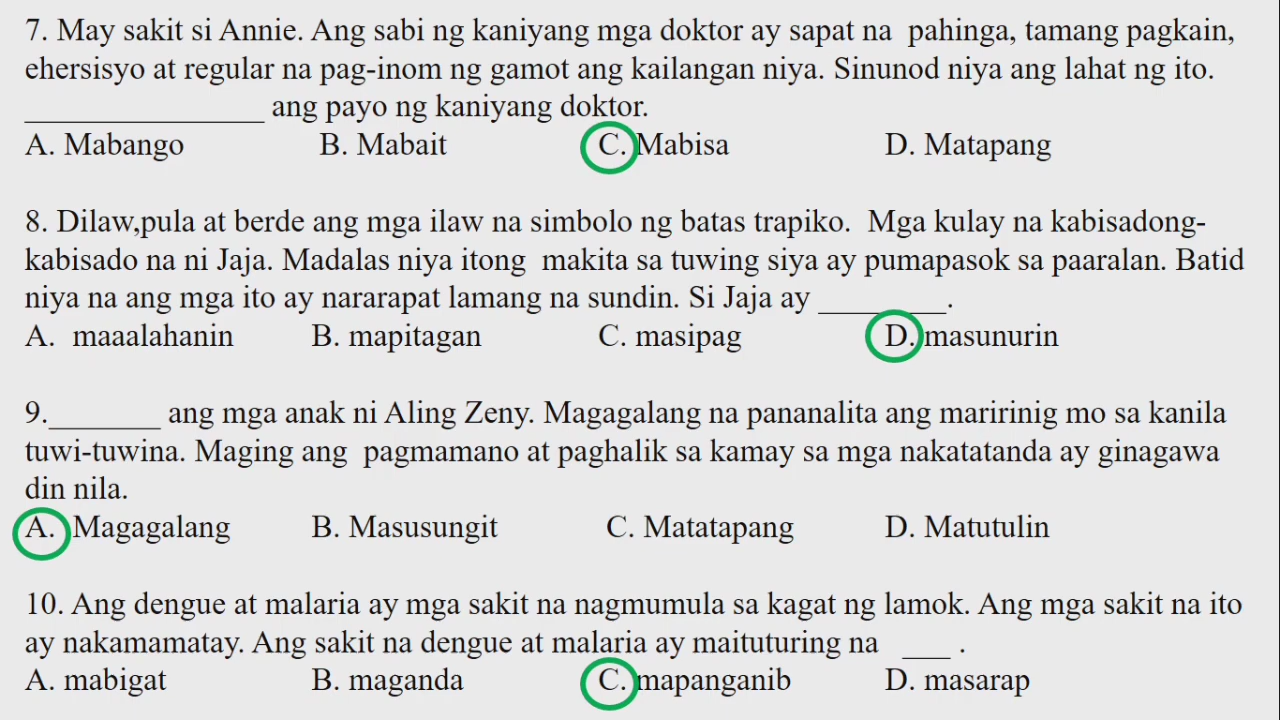 7. May sakit si Annie. Ang sabi ng kaniyang mga doktor ay sapat na pahinga, tamang pagkain,
ehersisyo at regular na pag-inom ng gamot ang kailangan niya. Sinunod niya ang lahat ng ito.
_______________ ang payo ng kaniyang doktor.
A. Mabango B. Mabait C. Mabisa D. Matapang
8. Dilaw,pula at berde ang mga ilaw na simbolo ng batas trapiko. Mga kulay na kabisadong-
kabisado na ni Jaja. Madalas niya itong makita sa tuwing siya ay pumapasok sa paaralan. Batid
niya na ang mga ito ay nararapat lamang na sundin. Si Jaja ay ________.
A. maaalahanin B. mapitagan C. masipag D. masunurin
9._______ ang mga anak ni Aling Zeny. Magagalang na pananalita ang maririnig mo sa kanila
tuwi-tuwina. Maging ang pagmamano at paghalik sa kamay sa mga nakatatanda ay ginagawa
din nila.
A. Magagalang B. Masusungit C. Matatapang D. Matutulin
10. Ang dengue at malaria ay mga sakit na nagmumula sa kagat ng lamok. Ang mga sakit na ito
ay nakamamatay. Ang sakit na dengue at malaria ay maituturing na ___ .
A. mabigat B. maganda C. mapanganib D. masarap